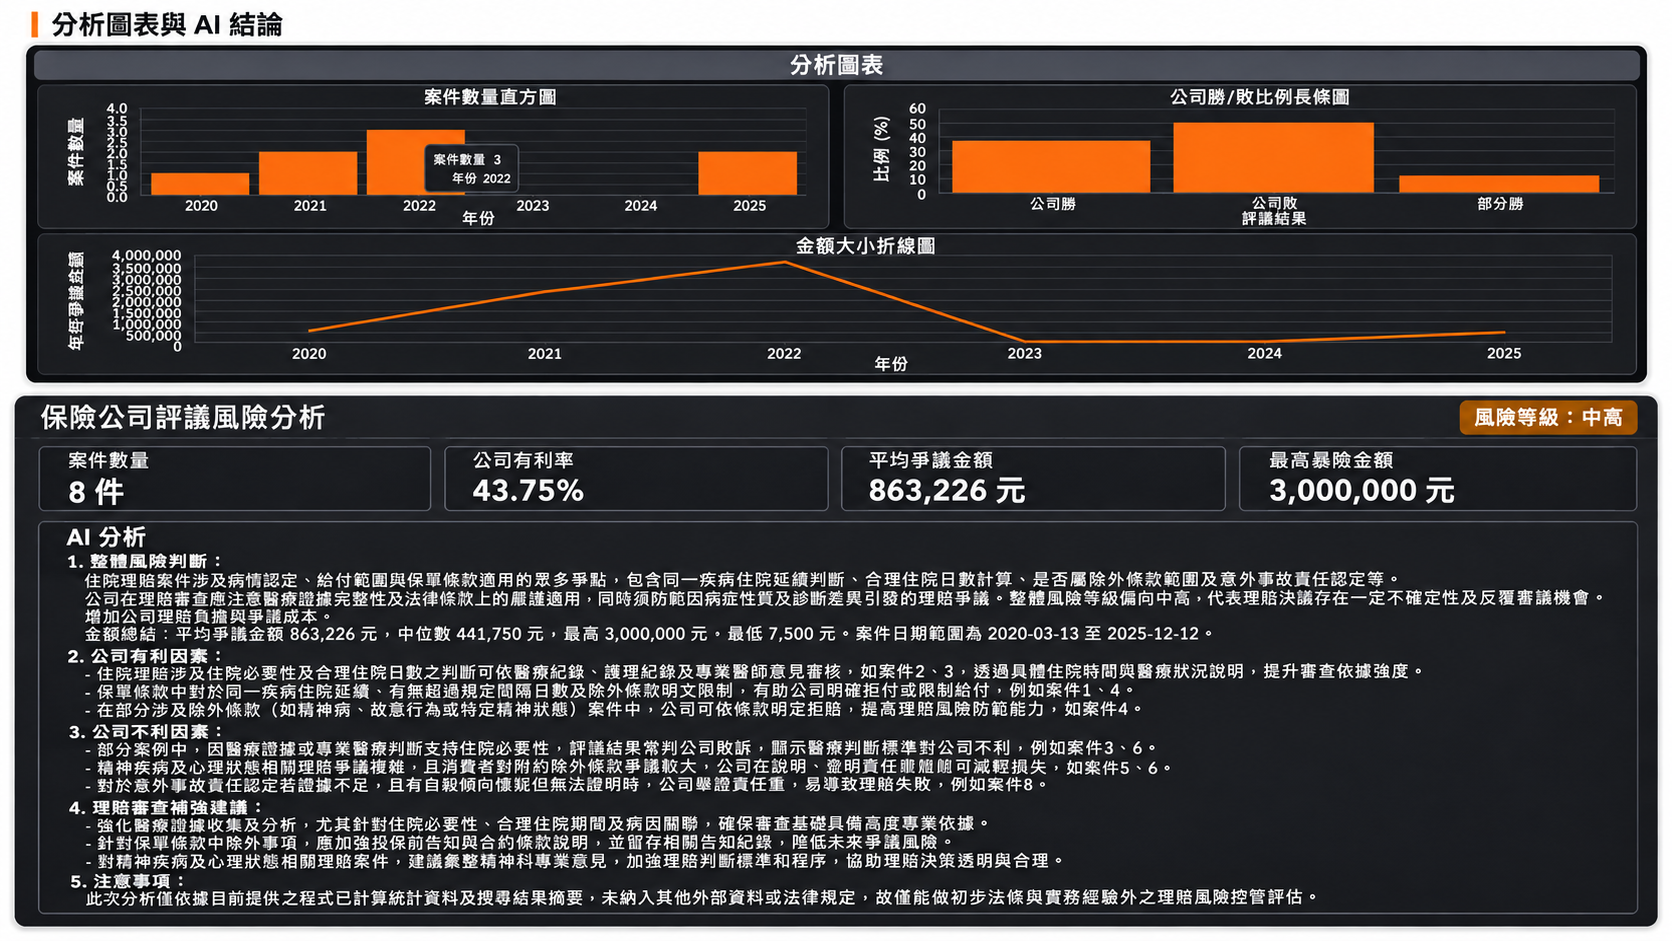 分析圖表與 AI 結論
分析圖表
案件數量直方圖
案件數量
4.0
3.5
3.0
2.5
2.0
1.5
1.0
0.5
0.0
案件數量 3
年份 2022
2020
2021
2022
2023
2024
2025
年份
公司勝/敗比例長條圖
比例 (%)
60
50
40
30
20
10
0
公司勝
公司敗
部分勝
評議結果
金額大小折線圖
4,000,000
3,500,000
3,000,000
2,500,000
2,000,000
1,500,000
1,000,000
500,000
0
2020
2021
2022
2023
2024
2025
年份
保險公司評議風險分析
風險等級：中高
案件數量
8 件
公司有利率
43.75%
平均爭議金額
863,226 元
最高暴險金額
3,000,000 元
AI 分析
1. 整體風險判斷：
住院理賠案件涉及病情認定、給付範圍與保單條款適用的眾多爭點，包含同一疾病住院延續判斷、合理住院日數計算、是否屬除外條款範圍及意外事故責任認定等。
公司在理賠審查應注意醫療證據完整性及法律條款上的嚴謹適用，同時須防範因病症性質及診斷差異引發的理賠爭議。整體風險等級偏向中高，代表理賠決議存在一定不確定性及反覆審議機會。
增加公司理賠負擔與爭議成本。
金額總結：平均爭議金額 863,226 元，中位數 441,750 元，最高 3,000,000 元。最低 7,500 元。案件日期範圍為 2020-03-13 至 2025-12-12。
2. 公司有利因素：
- 住院理賠涉及住院必要性及合理住院日數之判斷可依醫療紀錄、護理紀錄及專業醫師意見審核，如案件2、3，透過具體住院時間與醫療狀況說明，提升審查依據強度。
- 保單條款中對於同一疾病住院延續、有無超過規定間隔日數及除外條款明文限制，有助公司明確拒付或限制給付，例如案件1、4。
- 在部分涉及除外條款（如精神病、故意行為或特定精神狀態）案件中，公司可依條款明定拒賠，提高理賠風險防範能力，如案件4。
3. 公司不利因素：
- 部分案例中，因醫療證據或專業醫療判斷支持住院必要性，評議結果常判公司敗訴，顯示醫療判斷標準對公司不利，例如案件3、6。
- 精神疾病及心理狀態相關理賠爭議複雜，且消費者對附約除外條款爭議較大，公司在說明、明責任可減輕損失，如案件5、6。
- 對於意外事故責任認定若證據不足，且有自殺傾向懷疑但無法證明時，公司舉證責任重，易導致理賠失敗，例如案件8。
4. 理賠審查補強建議：
- 強化醫療證據收集及分析，尤其針對住院必要性、合理住院期間及病因關聯，確保審查基礎具備高度專業依據。
- 針對保單條款中除外事項，應加強投保前告知與合約條款說明，並留存相關告知紀錄，降低未來爭議風險。
- 對精神疾病及心理狀態相關理賠案件，建議整精神科專業意見，加強理賠判斷標準和程序，協助理賠決策透明與合理。
5. 注意事項：
此次分析僅依據目前提供之程式已計算統計資料及搜尋結果摘要，未納入其他外部資料或法律規定，故僅能做初步法條與實務經驗外之理賠風險控管評估。